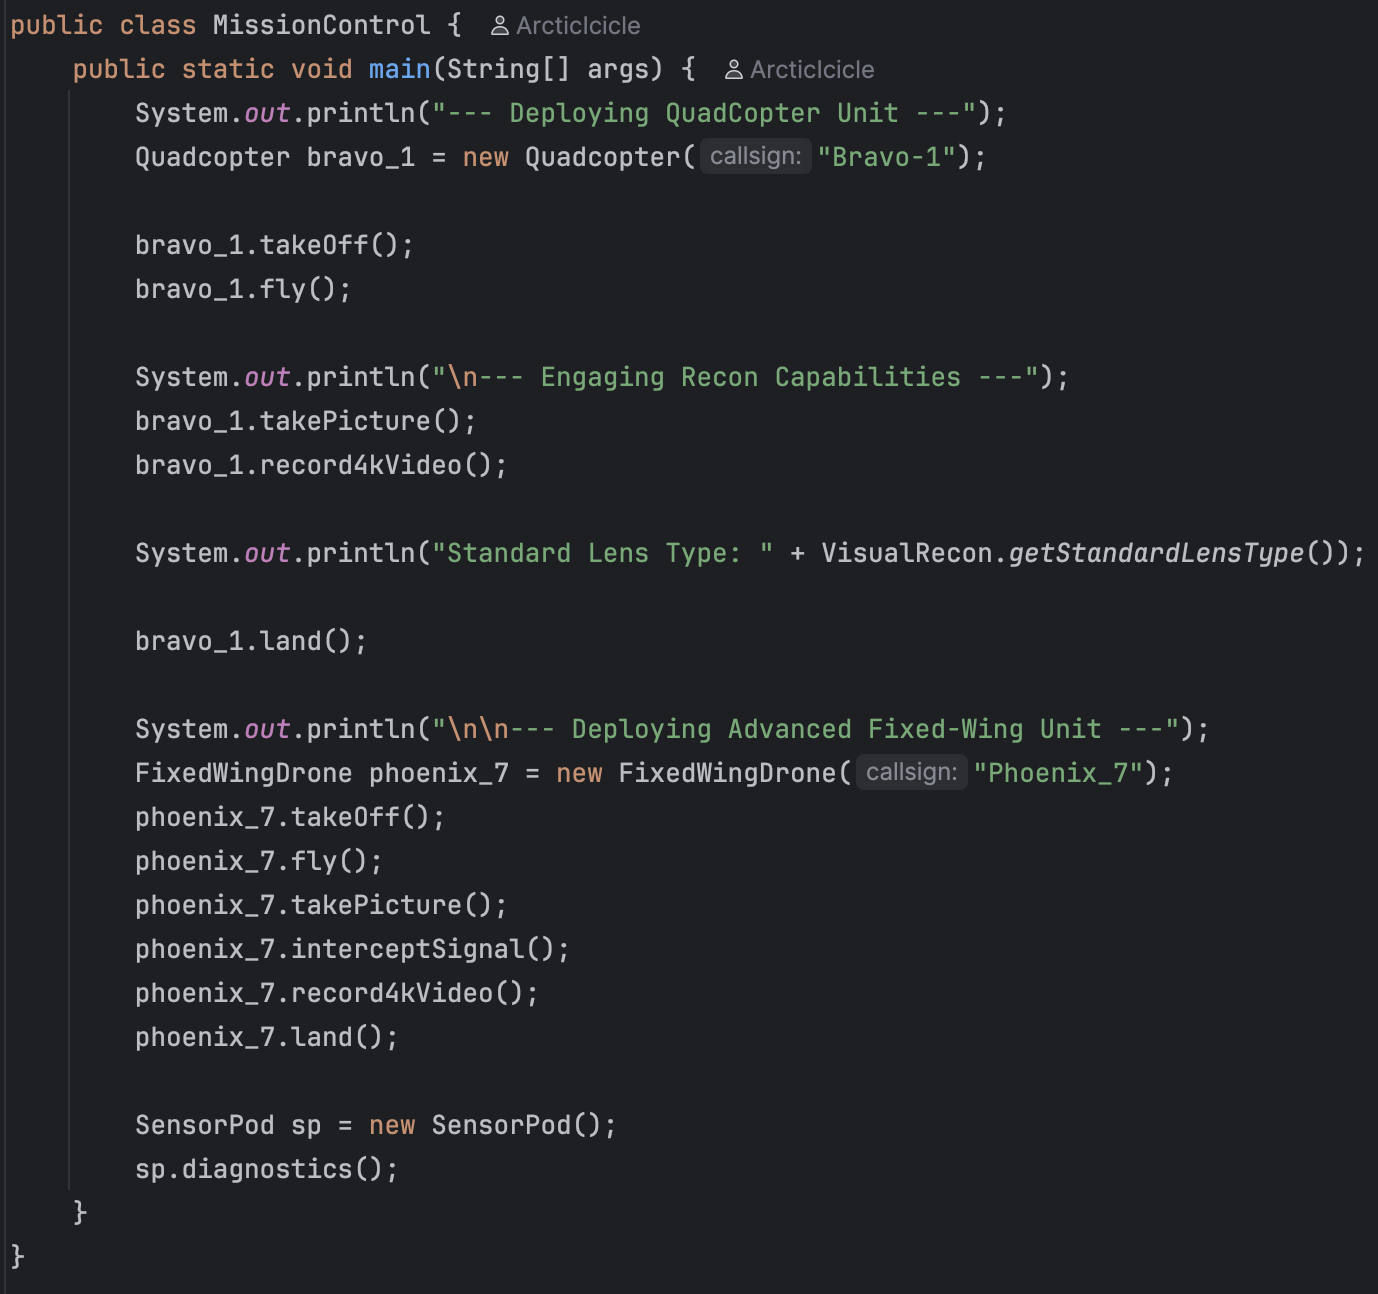 public class MissionControl { ArcticIcicle
public static void main(String[] args) { ArcticIcicle
System.out.println("--- Deploying QuadCopter Unit ---");
Quadcopter bravo_1 = new Quadcopter( callsign: "Bravo-1");
bravo_1.takeOff();
bravo_1.fly();
System.out.println("\n--- Engaging Recon Capabilities ---");
bravo_1.takePicture();
bravo_1.record4kVideo();
System.out.println("Standard Lens Type: " + VisualRecon.getStandardLensType());
bravo_1.land();
System.out.println("\n\n--- Deploying Advanced Fixed-Wing Unit ---");
FixedWingDrone phoenix_7 = new FixedWingDrone( callsign: "Phoenix_7");
phoenix_7.takeOff();
phoenix_7.fly();
phoenix_7.takePicture();
phoenix_7.interceptSignal();
phoenix_7.record4kVideo();
phoenix_7.land();
SensorPod sp = new SensorPod();
sp.diagnostics();
}
}